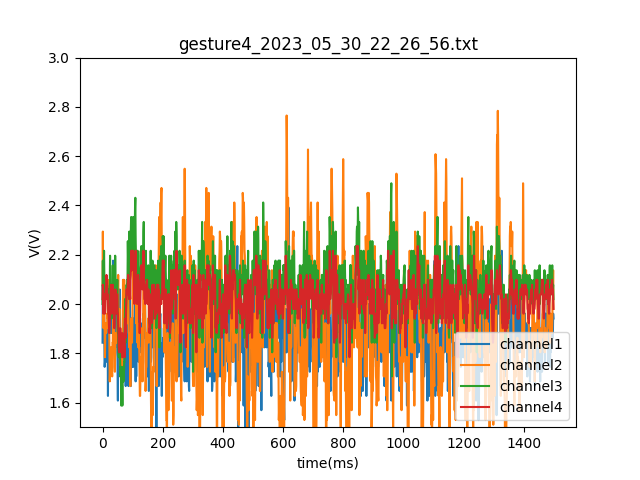 gesture4_2023_05_30_22_26_56.txt
3.0
2.8
2.6
2.4
2.2
2.0
1.8
1.6
V(V)
channel1
channel2
channel3
channel4
0 200 400 600 800 1000 1200 1400
time(ms)